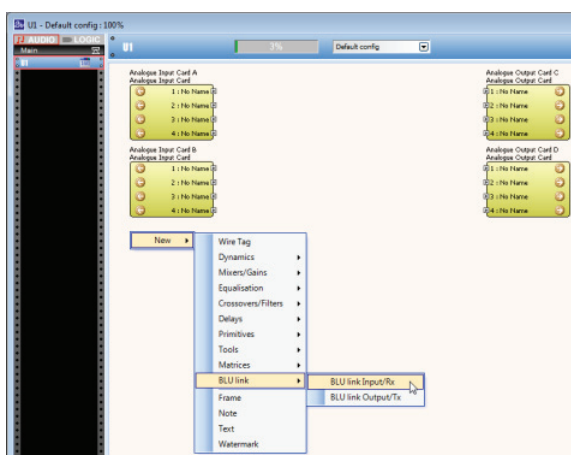 U1 - Default config : 100%
AUDIO LOGIC
Main
U1
U1
3%
Default config
Analogue Input Card A
Analogue Input Card
1 : No Name
2 : No Name
3 : No Name
4 : No Name
Analogue Input Card B
Analogue Input Card
1 : No Name
2 : No Name
3 : No Name
4 : No Name
Analogue Output Card C
Analogue Output Card
1 : No Name
2 : No Name
3 : No Name
4 : No Name
Analogue Output Card D
Analogue Output Card
1 : No Name
2 : No Name
3 : No Name
4 : No Name
New
Wire Tag
Dynamics
Mixers/Gains
Equalisation
Crossovers/Filters
Delays
Primitives
Tools
Matrices
BLU link
Frame
Note
Text
Watermark
BLU link Input/Rx
BLU link Output/Tx